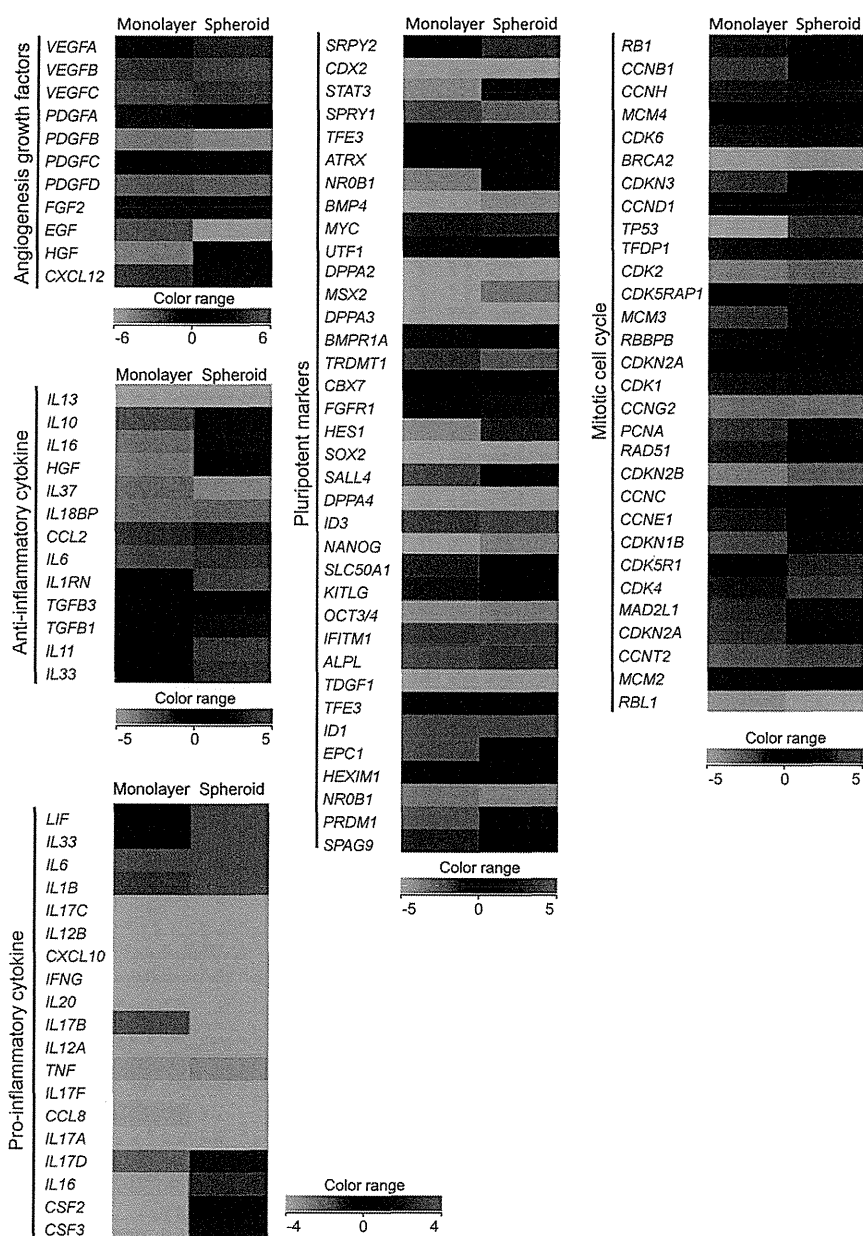 Monolayer Spheroid
Angiogenesis growth factors
VEGFA
VEGFB
VEGFC
PDGFA
PDGFB
PDGFC
PDGFD
FGF2
EGF
HGF
CXCL12
Color range
-6 0 6
Monolayer Spheroid
Anti-inflammatory cytokine
IL13
IL10
IL16
HGF
IL37
IL18BP
CCL2
IL6
IL1RN
TGFB3
TGFB1
IL11
IL33
Color range
-5 0 5
Monolayer Spheroid
Pro-inflammatory cytokine
LIF
IL33
IL6
IL1B
IL17C
IL12B
CXCL10
IFNG
IL20
IL17B
IL12A
TNF
IL17F
CCL8
IL17A
IL17D
IL16
CSF2
CSF3
Color range
-4 0 4
Monolayer Spheroid
Pluripotent markers
SRPY2
CDX2
STAT3
SPRY1
TFE3
ATRX
NR0B1
BMP4
MYC
UTF1
DPPA2
MSX2
DPPA3
BMPR1A
TRDMT1
CBX7
FGFR1
HES1
SOX2
SALL4
DPPA4
ID3
NANOG
SLC50A1
KITLG
OCT3/4
IFITM1
ALPL
TDGF1
TFE3
ID1
EPC1
HEXIM1
NR0B1
PRDM1
SPAG9
Color range
-5 0 5
Monolayer Spheroid
Mitotic cell cycle
RB1
CCNB1
CCNH
MCM4
CDK6
BRCA2
CDKN3
CCND1
TP53
TFDP1
CDK2
CDK5RAP1
MCM3
RBBPB
CDKN2A
CDK1
CCNG2
PCNA
RAD51
CDKN2B
CCNC
CCNE1
CDKN1B
CDK5R1
CDK4
MAD2L1
CDKN2A
CCNT2
MCM2
RBL1
Color range
-5 0 5